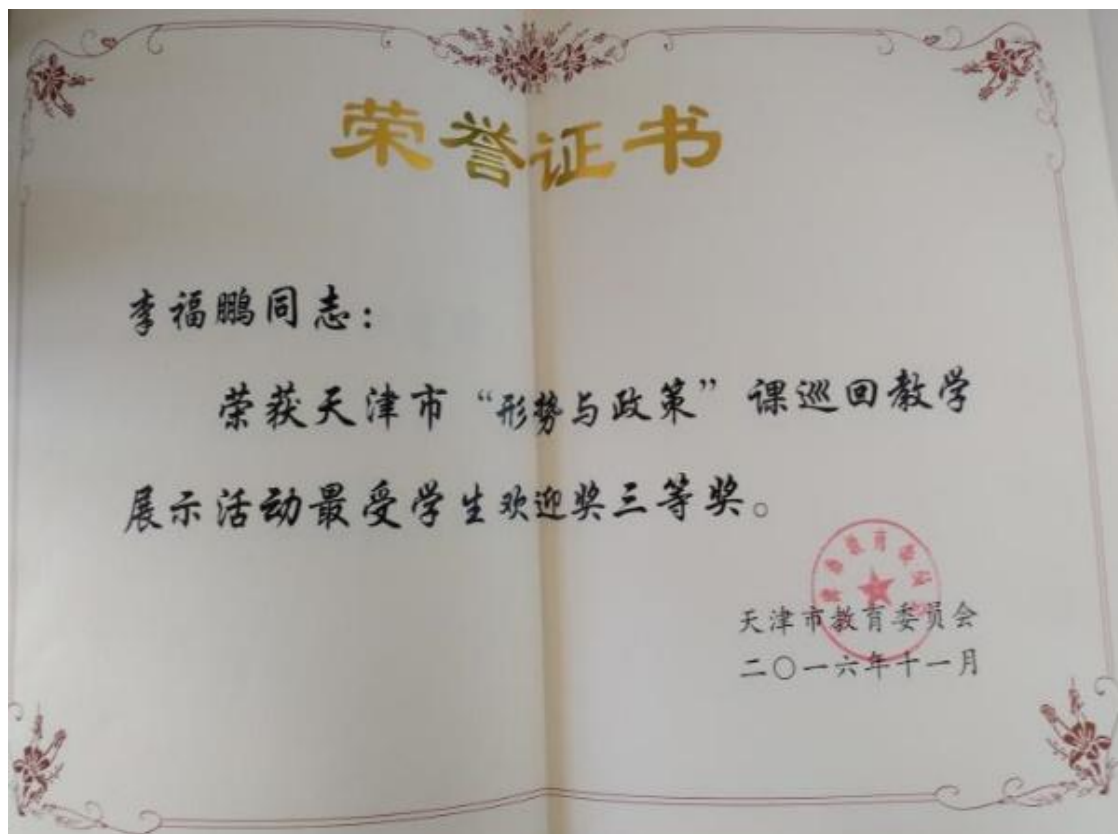 荣誉证书
李福鹏同志：
荣获天津市“形势与政策”课巡回教学
展示活动最受学生欢迎奖三等奖。
天津市教育委员会
二〇一六年十一月